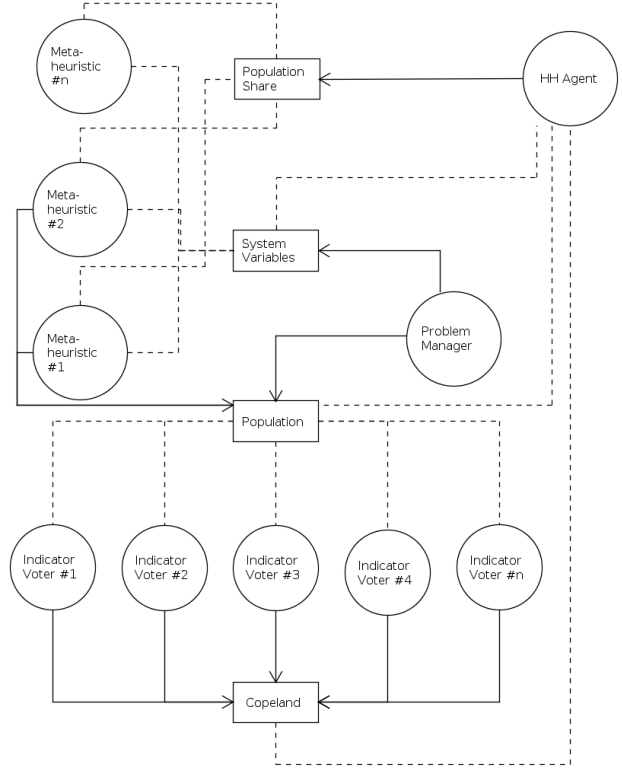 Meta-
heuristic
#n
Population
Share
HH Agent
Meta-
heuristic
#2
System
Variables
Meta-
heuristic
#1
Problem
Manager
Population
Indicator
Voter #1
Indicator
Voter #2
Indicator
Voter #3
Indicator
Voter #4
Indicator
Voter #n
Copeland